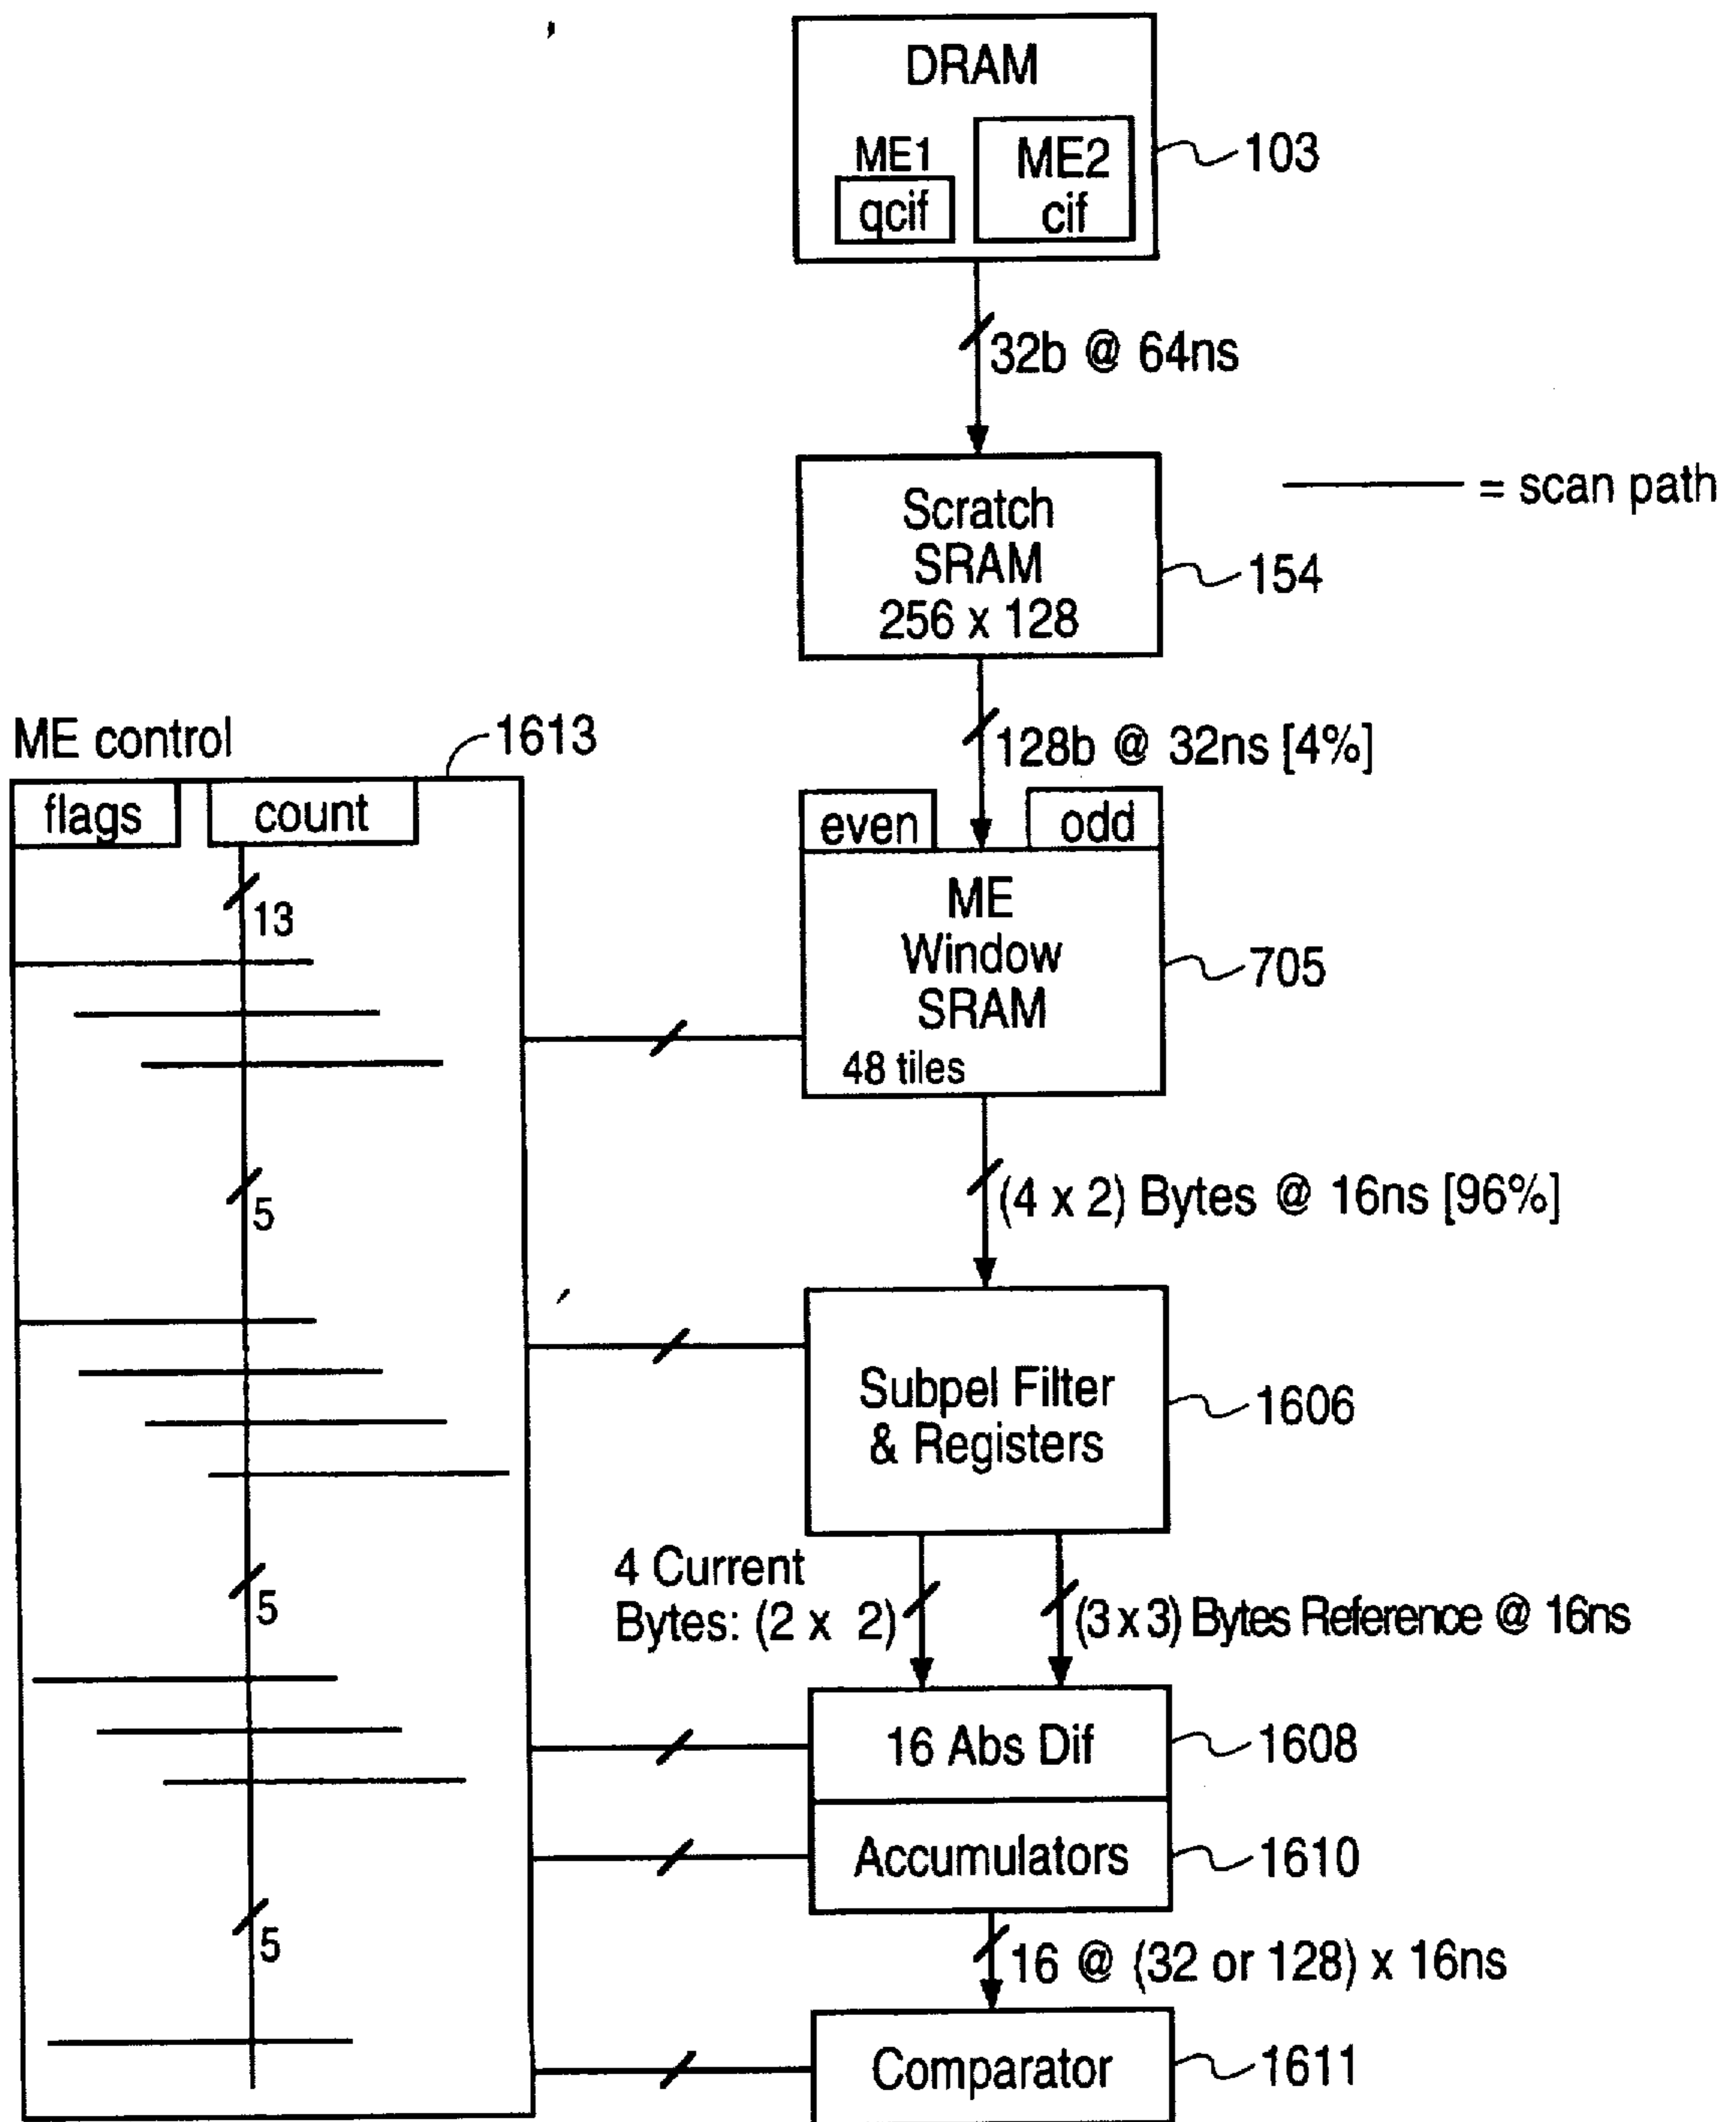 DRAM
ME1
qcif
ME2
cif
103
32b @ 64ns
Scratch
SRAM
256 x 128
154
= scan path
128b @ 32ns [4%]
ME control
1613
flags
count
even
odd
13
ME
Window
SRAM
48 tiles
705
5
(4 x 2) Bytes @ 16ns [96%]
Subpel Filter
& Registers
1606
5
4 Current
Bytes: (2 x 2)
(3 x 3) Bytes Reference @ 16ns
16 Abs Dif
1608
Accumulators
1610
5
16 @ (32 or 128) x 16ns
Comparator
1611